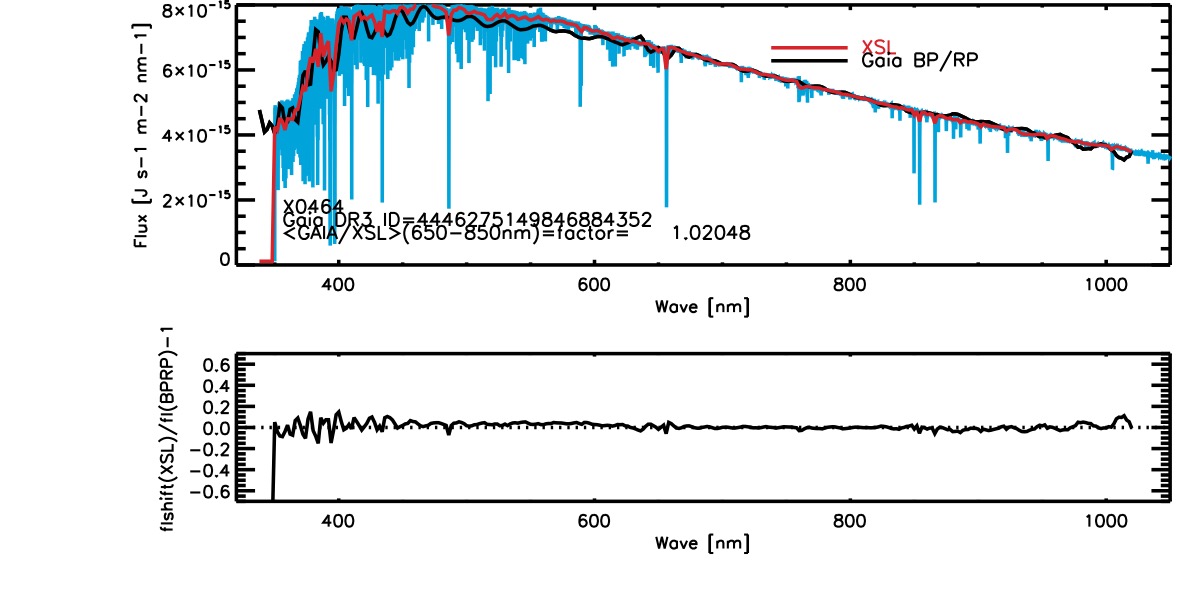 8×10−15
6×10−15
4×10−15
2×10−15
0
Flux [J s−1 m−2 nm−1]
XSL
Gaia BP/RP
X0464
Gaia DR3 ID=4446275149846884352
<GAIA/XSL>(650−850nm)=factor= 1.02048
400 600 800 1000
Wave [nm]
flshift(XSL)/fl(BPRP)−1
0.6
0.4
0.2
0.0
−0.2
−0.4
−0.6
400 600 800 1000
Wave [nm]